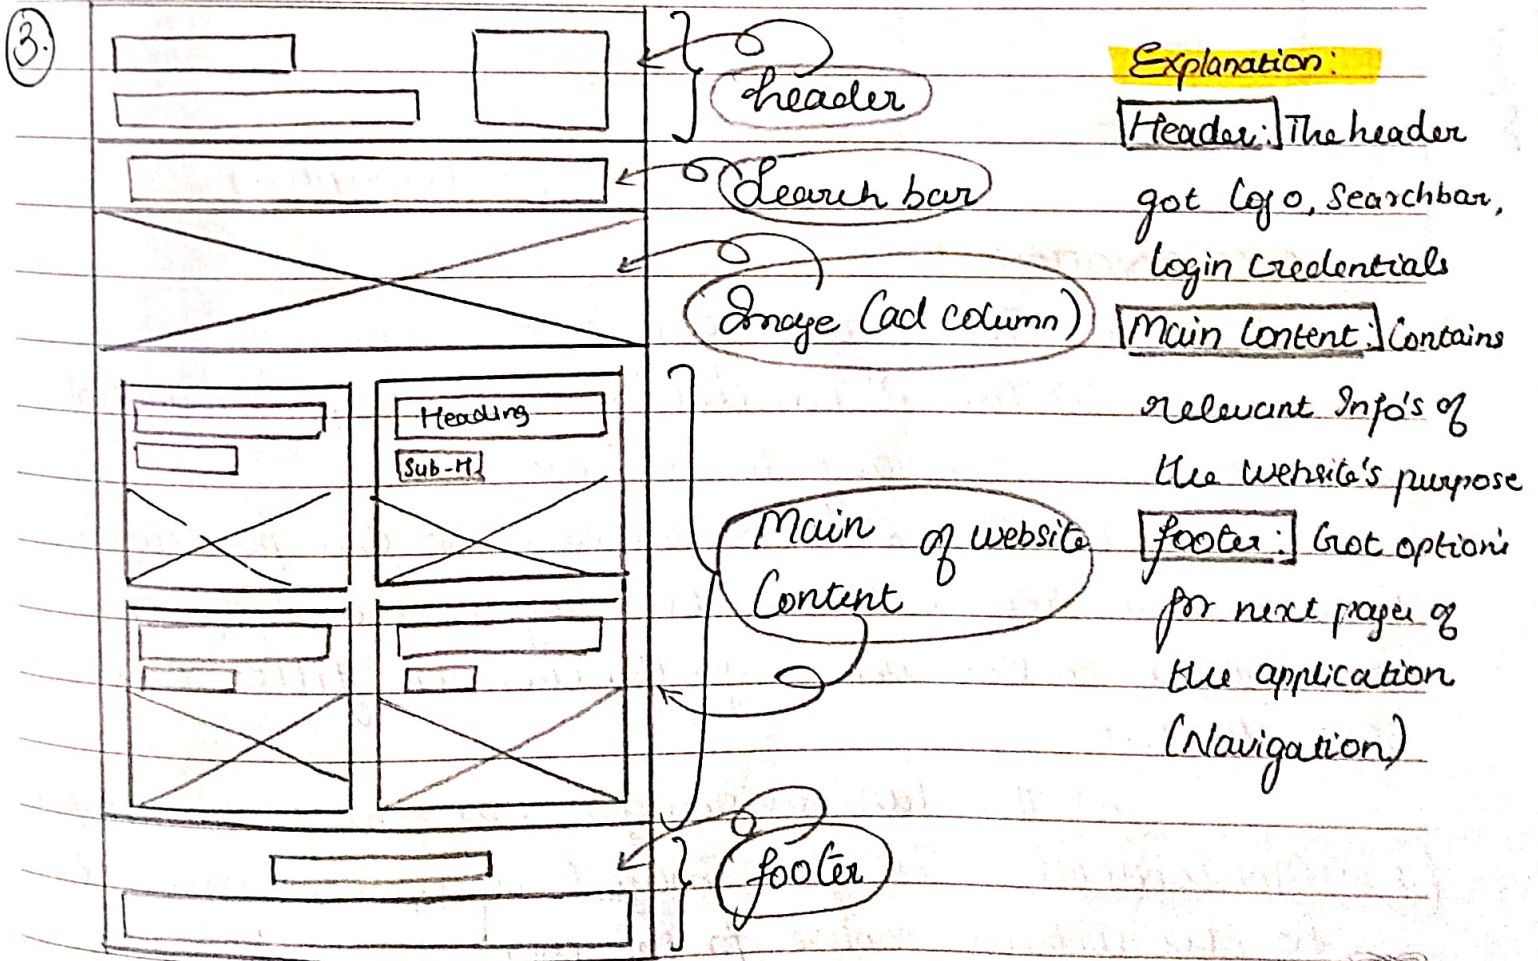 3.
header
Search bar
Image (ad column)
Heading
Sub-H
Main of website
Content
footer
Explanation:
Header: The header
got logo, Searchbar,
login credentials
Main Content: Contains
relevant Info's of
the website's purpose
footer: Got options
for next pages of
the application
(Navigation)